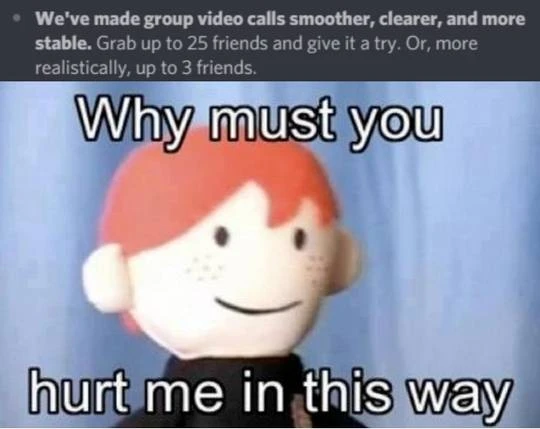 We've made group video calls smoother, clearer, and more
stable. Grab up to 25 friends and give it a try. Or, more
realistically, up to 3 friends.
Why must you
hurt me in this way